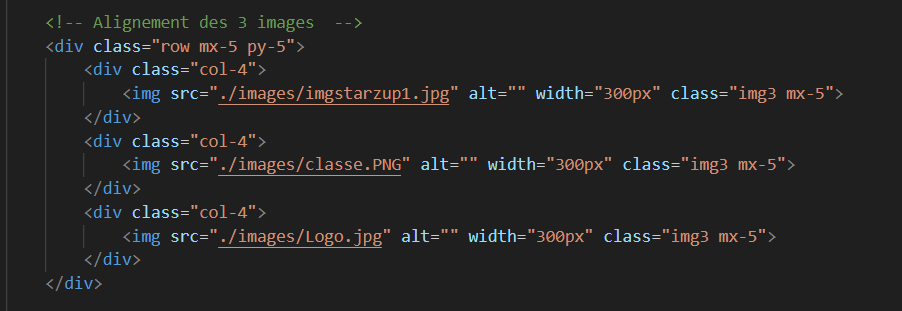 <!-- Alignement des 3 images  -->
<div class="row mx-5 py-5">
    <div class="col-4">
        <img src="./images/imgstarzup1.jpg" alt="" width="300px" class="img3 mx-5">
    </div>
    <div class="col-4">
        <img src="./images/classe.PNG" alt="" width="300px" class="img3 mx-5">
    </div>
    <div class="col-4">
        <img src="./images/Logo.jpg" alt="" width="300px" class="img3 mx-5">
    </div>
</div>